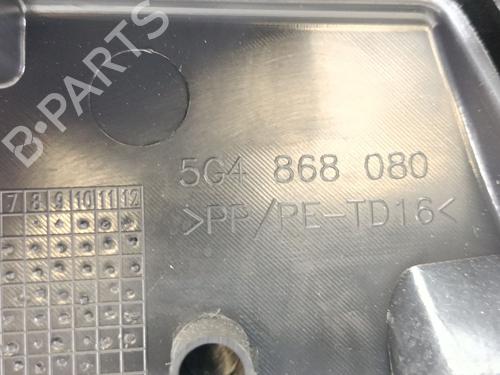 B-PARTS
5G4 868 080
>PP/PE-TD16<
7 8 9 10 11 12